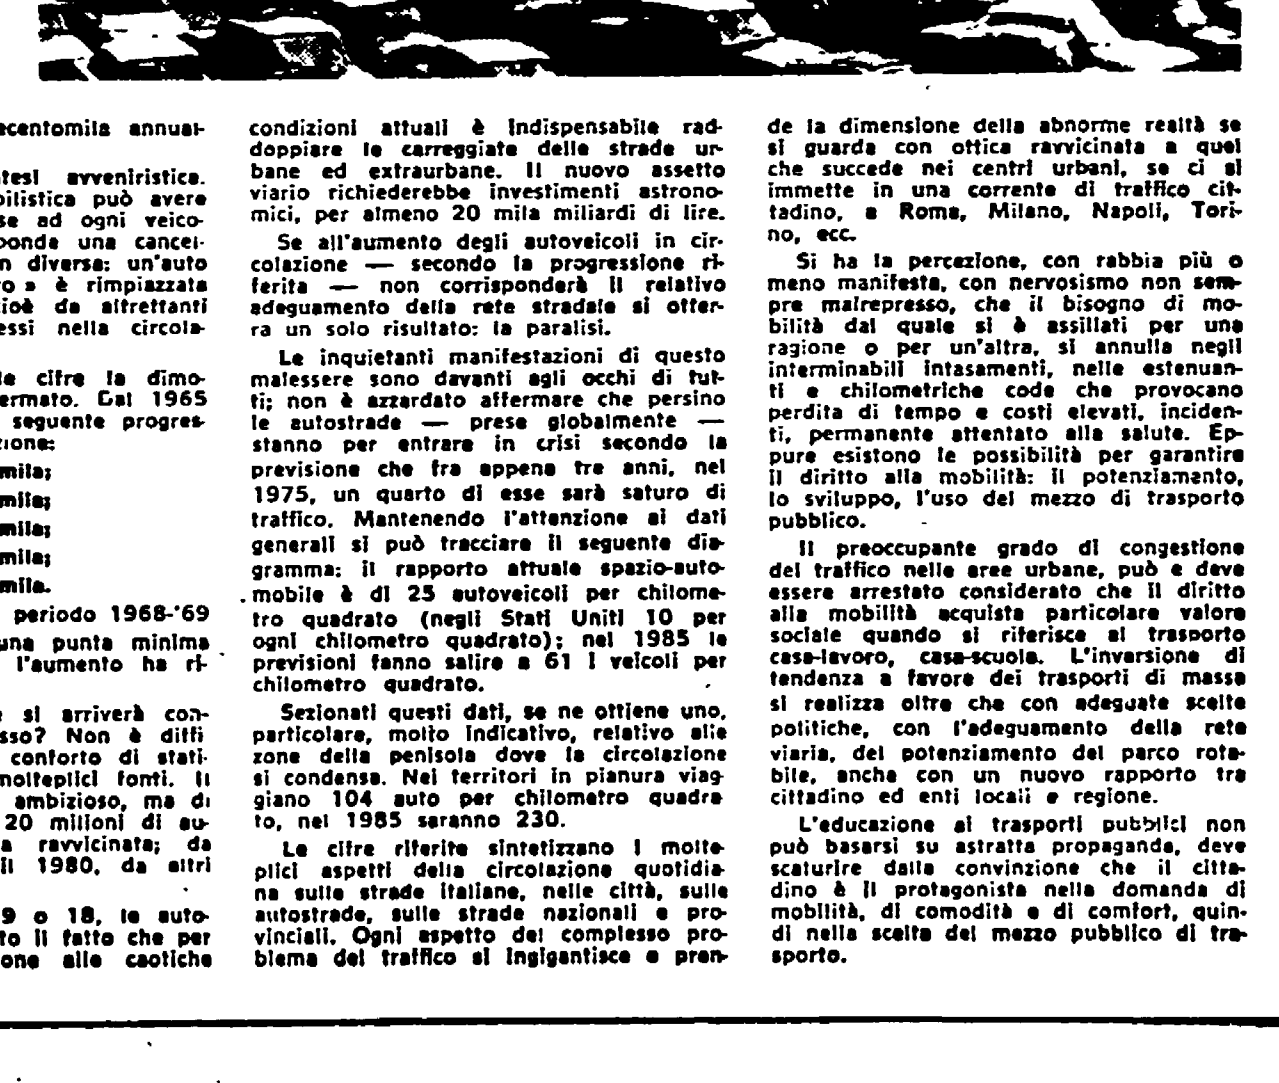 annual-
avveniristica.
può avere
se ad ogni veico-
una cancel-
n diversa: un'auto
è rimpiazzata
da altrettanti
nella circola-
le cifre la dimo-
Dal 1965
seguente progres-
mila;
mila;
mila;
mila;
mila.
periodo 1968-'69
una punta minima
l'aumento ha ri-
si arriverà con-
Non è diffi
conforto di stati-
molteplici fonti. Il
ambizioso, ma di
20 milioni di au-
ravvicinata; da
il 1980, da altri
9 o 18, le auto-
il fatto che per
alle caotiche
condizioni attuali è indispensabile rad-
doppiare le carreggiate delle strade ur-
bane ed extraurbane. Il nuovo assetto
viario richiederebbe investimenti astrono-
mici, per almeno 20 mila miliardi di lire.
Se all'aumento degli autoveicoli in cir-
colazione — secondo la progressione ri-
ferita — non corrisponderà il relativo
adeguamento della rete stradale si otter-
ra un solo risultato: la paralisi.
Le inquietanti manifestazioni di questo
malessere sono davanti agli occhi di tut-
ti; non è azzardato affermare che persino
le autostrade — prese globalmente —
stanno per entrare in crisi secondo la
previsione che fra appena tre anni, nel
1975, un quarto di esse sarà saturo di
traffico. Mantenendo l'attenzione ai dati
generali si può tracciare il seguente dia-
gramma: il rapporto attuale spazio-auto-
mobile è di 25 autoveicoli per chilome-
tro quadrato (negli Stati Uniti 10 per
ogni chilometro quadrato); nel 1985 le
previsioni fanno salire a 61 i veicoli per
chilometro quadrato.
Sezionati questi dati, se ne ottiene uno,
particolare, molto indicativo, relativo alle
zone della penisola dove la circolazione
si condensa. Nei territori in pianura viag-
giano 104 auto per chilometro quadra
to, nel 1985 saranno 230.
Le cifre riferite sintetizzano i molte-
plici aspetti della circolazione quotidia-
na sulle strade italiane, nelle città, sulle
autostrade, sulle strade nazionali e pro-
vinciali. Ogni aspetto del complesso pro-
blema del traffico si ingigantisce e pren-
de la dimensione della abnorme realtà se
si guarda con ottica ravvicinata a quel
che succede nei centri urbani, se ci si
immette in una corrente di traffico cit-
tadino, a Roma, Milano, Napoli, Tori-
no, ecc.
Si ha la percezione, con rabbia più o
meno manifesta, con nervosismo non sem-
pre malrepresso, che il bisogno di mo-
bilità dal quale si è assillati per una
ragione o per un'altra, si annulla negli
interminabili intasamenti, nelle estenuan-
ti e chilometriche code che provocano
perdita di tempo e costi elevati, inciden-
ti, permanente attentato alla salute. Ep-
pure esistono le possibilità per garantire
il diritto alla mobilità: il potenziamento,
lo sviluppo, l'uso del mezzo di trasporto
pubblico.
Il preoccupante grado di congestione
del traffico nelle aree urbane, può e deve
essere arrestato considerato che il diritto
alla mobilità acquista particolare valore
sociale quando si riferisce al trasporto
casa-lavoro, casa-scuola. L'inversione di
tendenza a favore dei trasporti di massa
si realizza oltre che con adeguate scelte
politiche, con l'adeguamento della rete
viaria, del potenziamento del parco rota-
bile, anche con un nuovo rapporto tra
cittadino ed enti locali e regione.
L'educazione ai trasporti pubblici non
può basarsi su astratta propaganda, deve
scaturire dalla convinzione che il citta-
dino è il protagonista nella domanda di
mobilità, di comodità e di comfort, quin-
di nella scelta del mezzo pubblico di tra-
sporto.